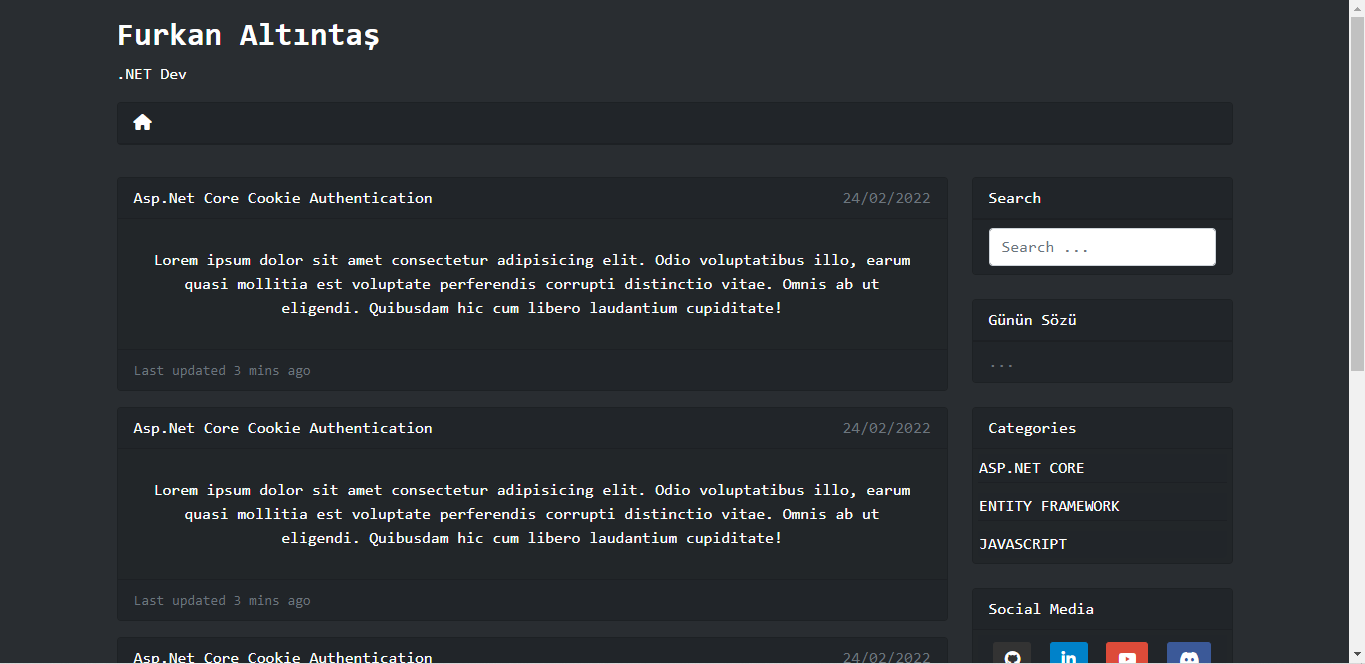 Furkan Altıntaş
.NET Dev
Asp.Net Core Cookie Authentication
24/02/2022
Lorem ipsum dolor sit amet consectetur adipisicing elit. Odio voluptatibus illo, earum
quasi mollitia est voluptate perferendis corrupti distinctio vitae. Omnis ab ut
eligendi. Quibusdam hic cum libero laudantium cupiditate!
Last updated 3 mins ago
Asp.Net Core Cookie Authentication
24/02/2022
Lorem ipsum dolor sit amet consectetur adipisicing elit. Odio voluptatibus illo, earum
quasi mollitia est voluptate perferendis corrupti distinctio vitae. Omnis ab ut
eligendi. Quibusdam hic cum libero laudantium cupiditate!
Last updated 3 mins ago
Asp.Net Core Cookie Authentication
24/02/2022
Search
Search ...
Günün Sözü
...
Categories
ASP.NET CORE
ENTITY FRAMEWORK
JAVASCRIPT
Social Media
in